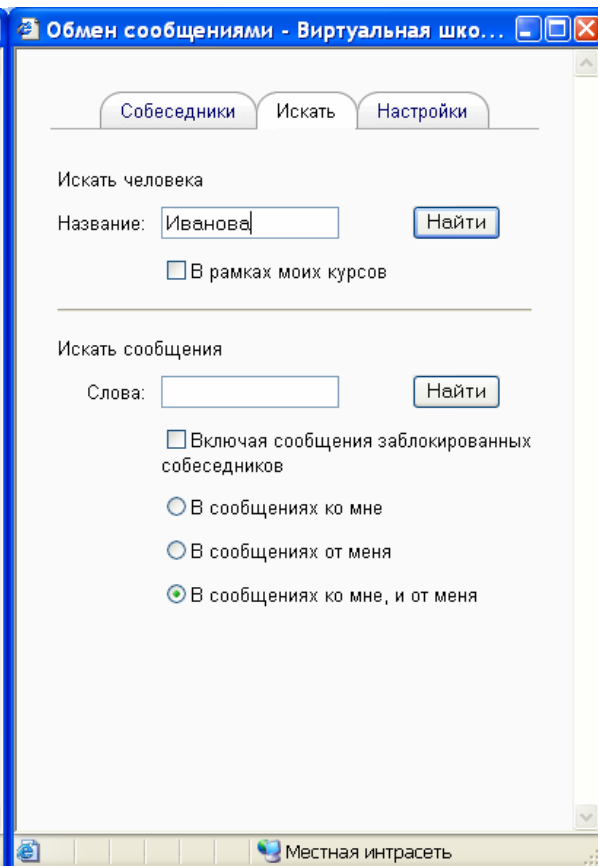 Обмен сообщениями - Виртуальная шко...
Собеседники Искать Настройки
Искать человека
Название: Иванова Найти
В рамках моих курсов
Искать сообщения
Слова: Найти
Включая сообщения заблокированных
собеседников
В сообщениях ко мне
В сообщениях от меня
В сообщениях ко мне, и от меня
Местная интрасеть